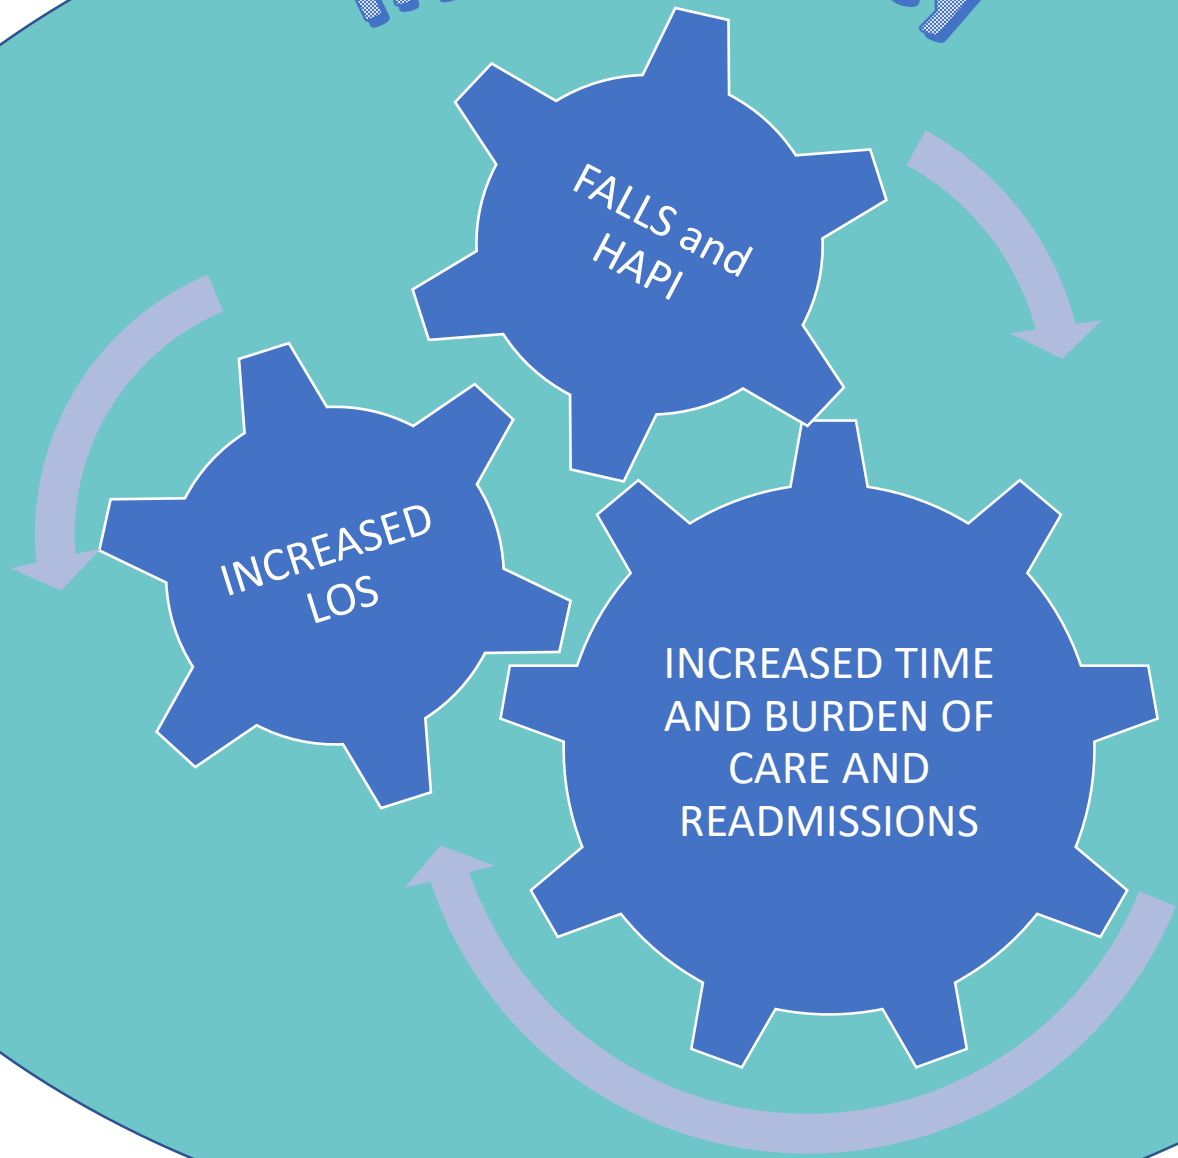 FALLS and
HAPI
INCREASED
LOS
INCREASED TIME
AND BURDEN OF
CARE AND
READMISSIONS